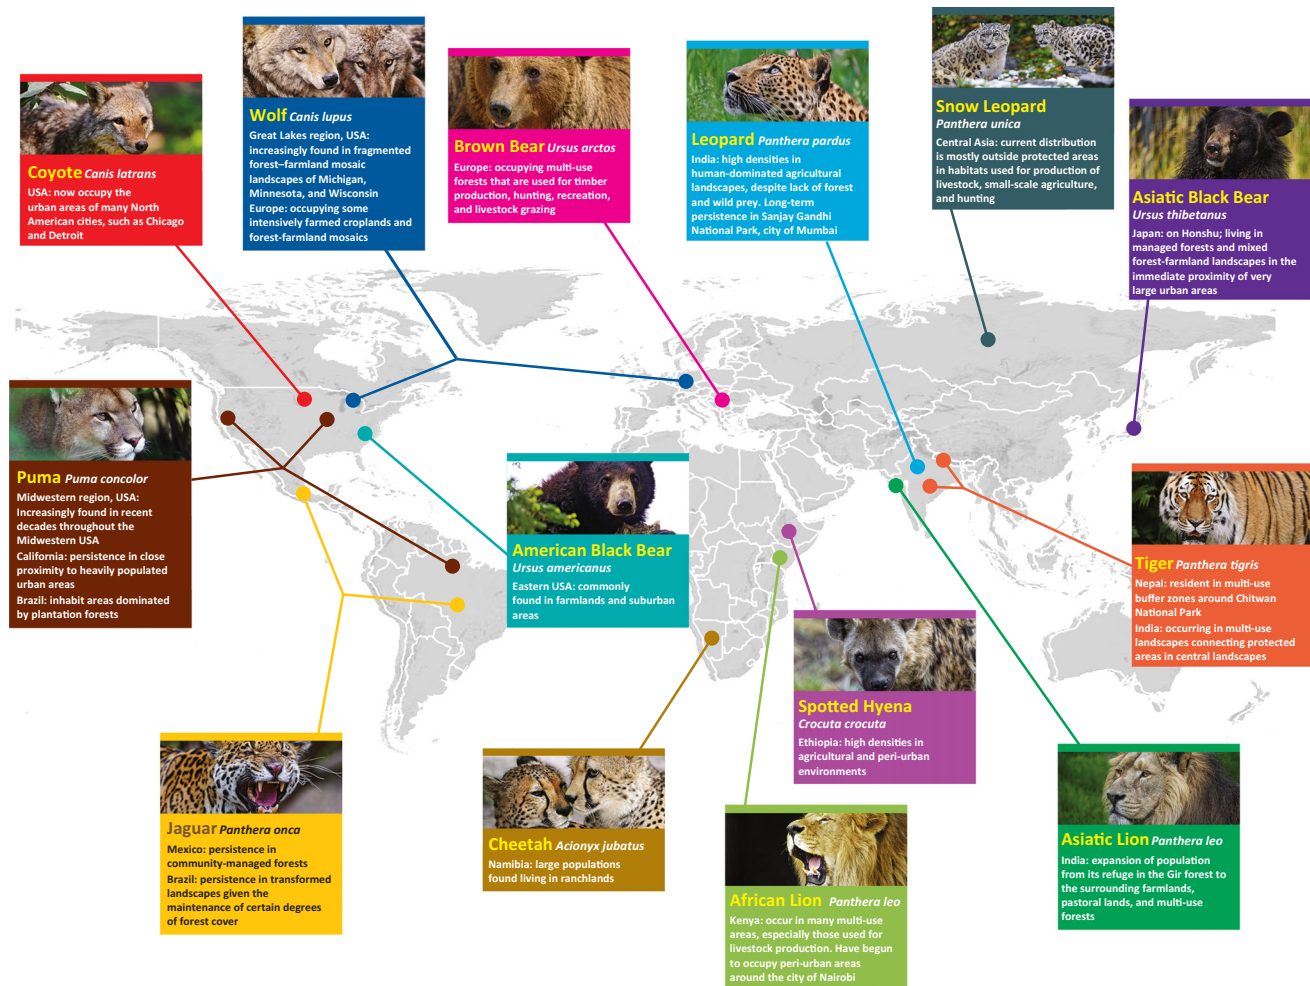 Coyote Canis latrans
USA: now occupy the
urban areas of many North
American cities, such as Chicago
and Detroit
Wolf Canis lupus
Great Lakes region, USA:
increasingly found in fragmented
forest–farmland mosaic
landscapes of Michigan,
Minnesota, and Wisconsin
Europe: occupying some
intensively farmed croplands and
forest-farmland mosaics
Brown Bear Ursus arctos
Europe: occupying multi-use
forests that are used for timber
production, hunting, recreation,
and livestock grazing
Leopard Panthera pardus
India: high densities in
human-dominated agricultural
landscapes, despite lack of forest
and wild prey. Long-term
persistence in Sanjay Gandhi
National Park, city of Mumbai
Snow Leopard
Panthera unica
Central Asia: current distribution
is mostly outside protected areas
in habitats used for production of
livestock, small-scale agriculture,
and hunting
Asiatic Black Bear
Ursus thibetanus
Japan: on Honshu; living in
managed forests and mixed
forest-farmland landscapes in the
immediate proximity of very
large urban areas
Puma Puma concolor
Midwestern region, USA:
Increasingly found in recent
decades throughout the
Midwestern USA
California: persistence in close
proximity to heavily populated
urban areas
Brazil: inhabit areas dominated
by plantation forests
American Black Bear
Ursus americanus
Eastern USA: commonly
found in farmlands and suburban
areas
Tiger Panthera tigris
Nepal: resident in multi-use
buffer zones around Chitwan
National Park
India: occurring in multi-use
landscapes connecting protected
areas in central landscapes
Spotted Hyena
Crocuta crocuta
Ethiopia: high densities in
agricultural and peri-urban
environments
Jaguar Panthera onca
Mexico: persistence in
community-managed forests
Brazil: persistence in transformed
landscapes given the
maintenance of certain degrees
of forest cover
Cheetah Acionyx jubatus
Namibia: large populations
found living in ranchlands
African Lion Panthera leo
Kenya: occur in many multi-use
areas, especially those used for
livestock production. Have begun
to occupy peri-urban areas
around the city of Nairobi
Asiatic Lion Panthera leo
India: expansion of population
from its refuge in the Gir forest to
the surrounding farmlands,
pastoral lands, and multi-use
forests